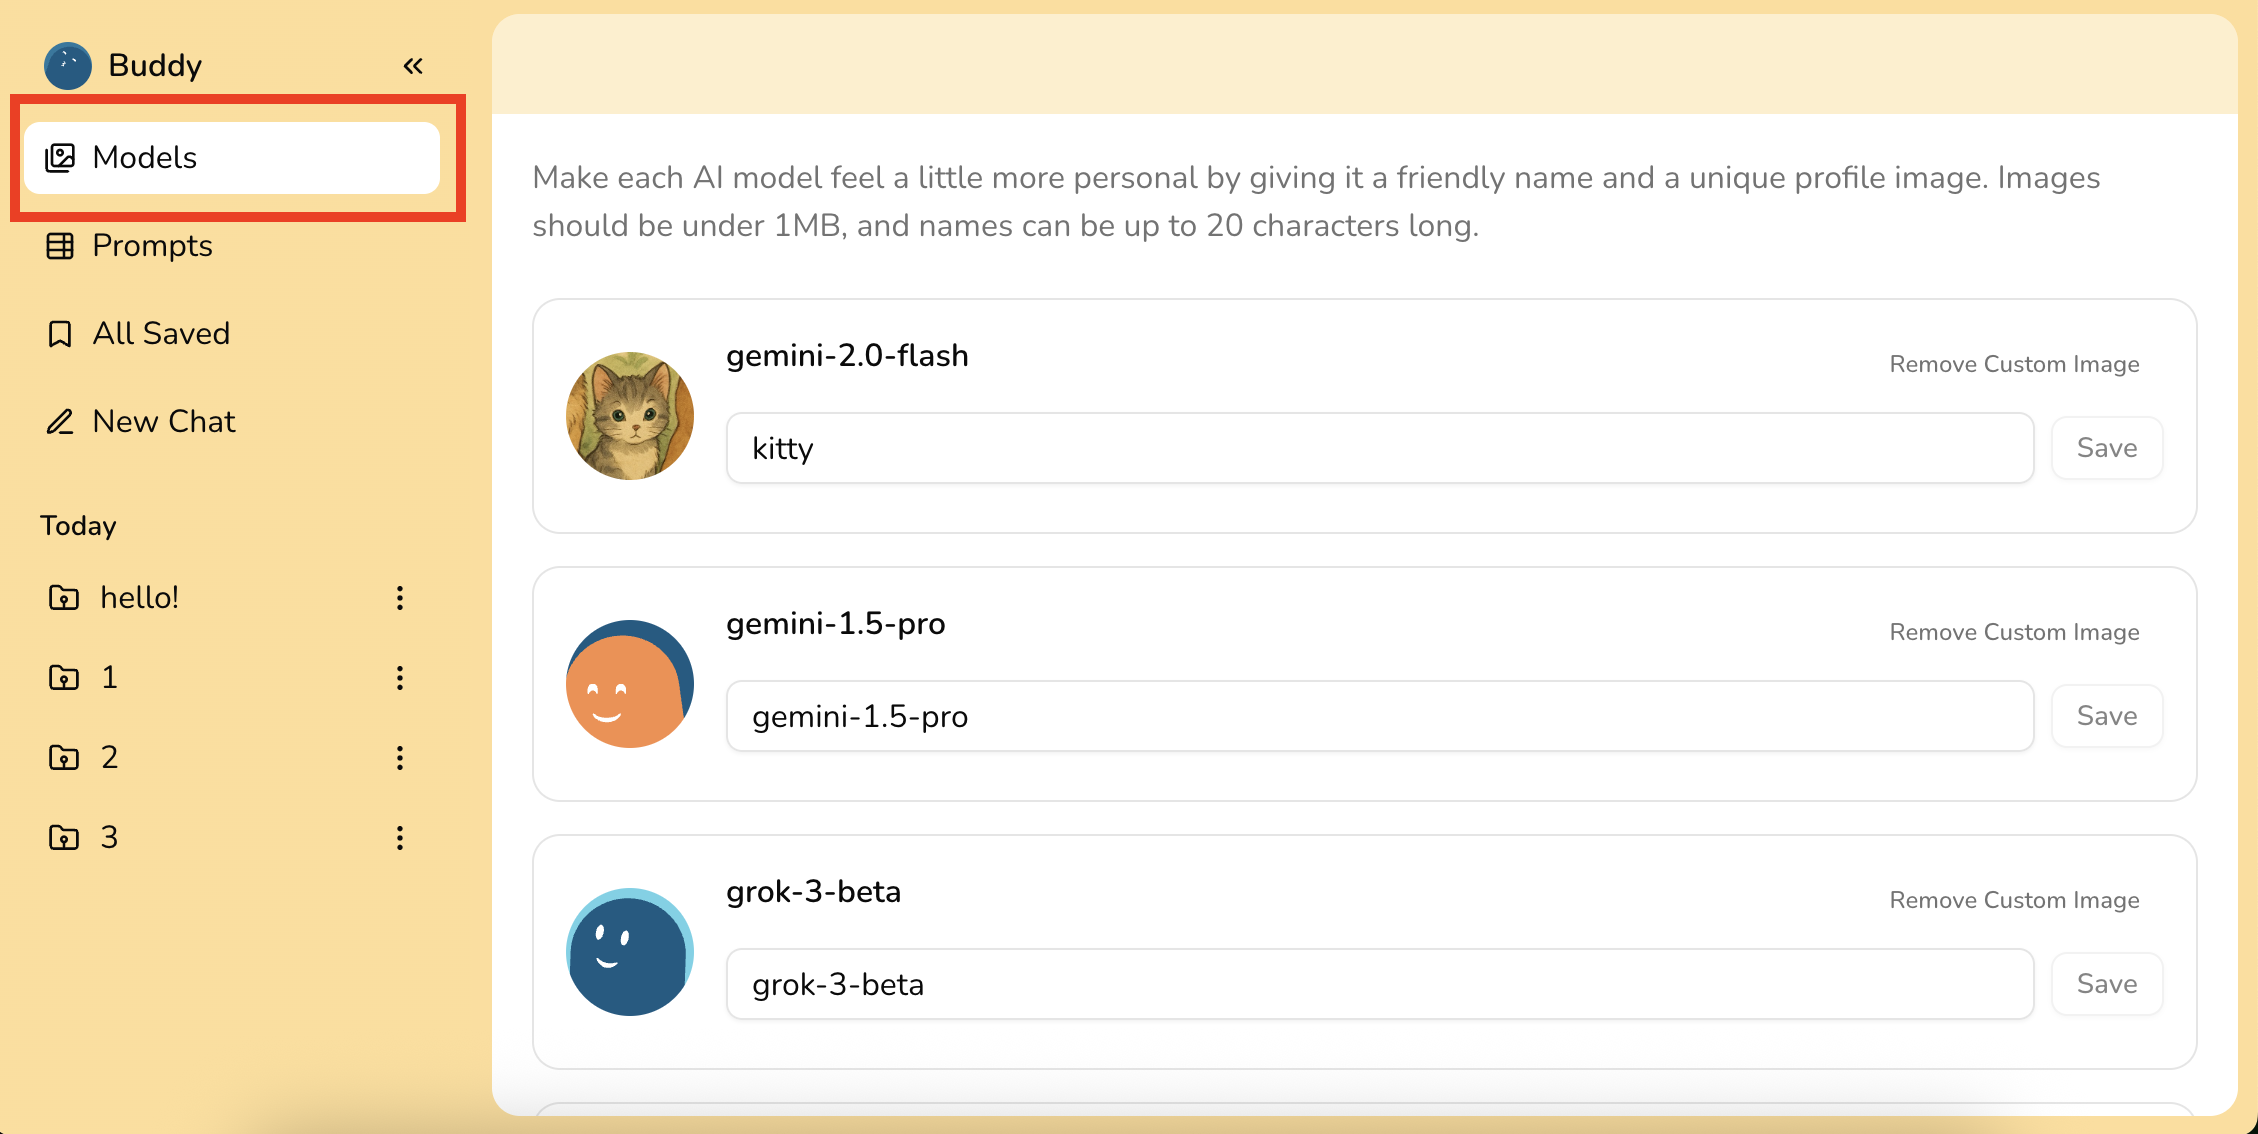 Buddy
Models
Prompts
All Saved
New Chat
Today
hello!
1
2
3
Make each AI model feel a little more personal by giving it a friendly name and a unique profile image. Images
should be under 1MB, and names can be up to 20 characters long.
gemini-2.0-flash
Remove Custom Image
kitty
Save
gemini-1.5-pro
Remove Custom Image
gemini-1.5-pro
Save
grok-3-beta
Remove Custom Image
grok-3-beta
Save